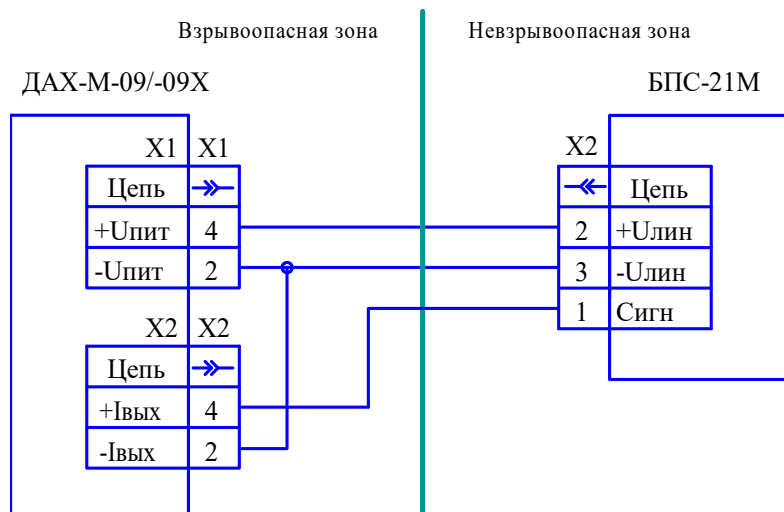 Взрывоопасная зона
Невзрывоопасная зона
ДАХ-М-09/-09Х
БПС-21М
X1 X1
Цепь
+Uпит 4
-Uпит 2
X2
Цепь
2 +Uлин
3 -Uлин
1 Сигн
X2 X2
Цепь
+Iвых 4
-Iвых 2